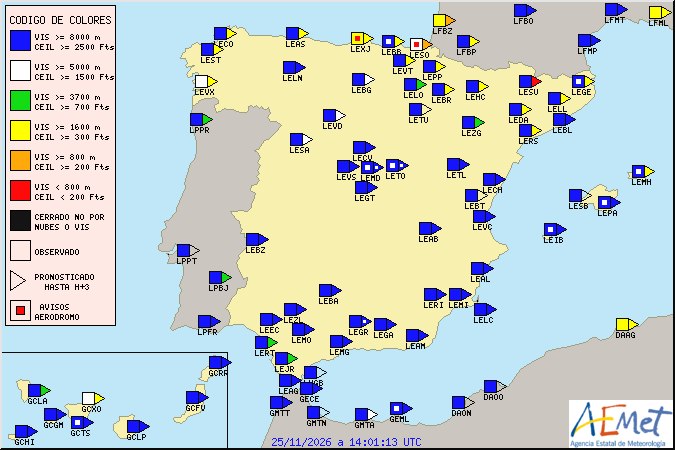 CODIGO DE COLORES
VIS >= 8000 m
CEIL >= 2500 Fts
VIS >= 5000 m
CEIL >= 1500 Fts
VIS >= 3700 m
CEIL >= 700 Fts
VIS >= 1600 m
CEIL >= 300 Fts
VIS >= 800 m
CEIL >= 200 Fts
VIS < 800 m
CEIL < 200 Fts
CERRADO NO POR
NUBES O VIS
OBSERVADO
PRONOSTICADO
HASTA H+3
AVISOS
AERODROMO
LFBO
LFMT
LFML
LFBZ
LECO
LEAS
LEXJ
LEBB
LESO
LFBP
LFMP
LEST
LELN
LEVT
LEPP
LEVX
LEBG
LELO
LEBR
LEHC
LESU
LEGE
LELL
LPPR
LEVD
LETU
LEZG
LEDA
LEBL
LERS
LESA
LECV
LEVS
LEMD
LETO
LETL
LEMH
LEGT
LECH
LEBT
LESB
LEPA
LEVC
LEIB
LEAB
LEBZ
LPPT
LEAL
LPBJ
LEBA
LERI
LEMI
LEZL
LELC
LPFR
LEEC
LEMO
LEGR
LEGA
DAAG
LERT
LEMG
LEAM
LEJR
GCRR
LEAG
LXGB
GCLA
GCXO
GCFV
GECE
DAOO
GMTT
GEML
DAON
GCGM
GMTN
GMTA
GCHI
GCTS
GCLP
25/11/2026 a 14:01:13 UTC
AEMet
Agencia Estatal de Meteorología